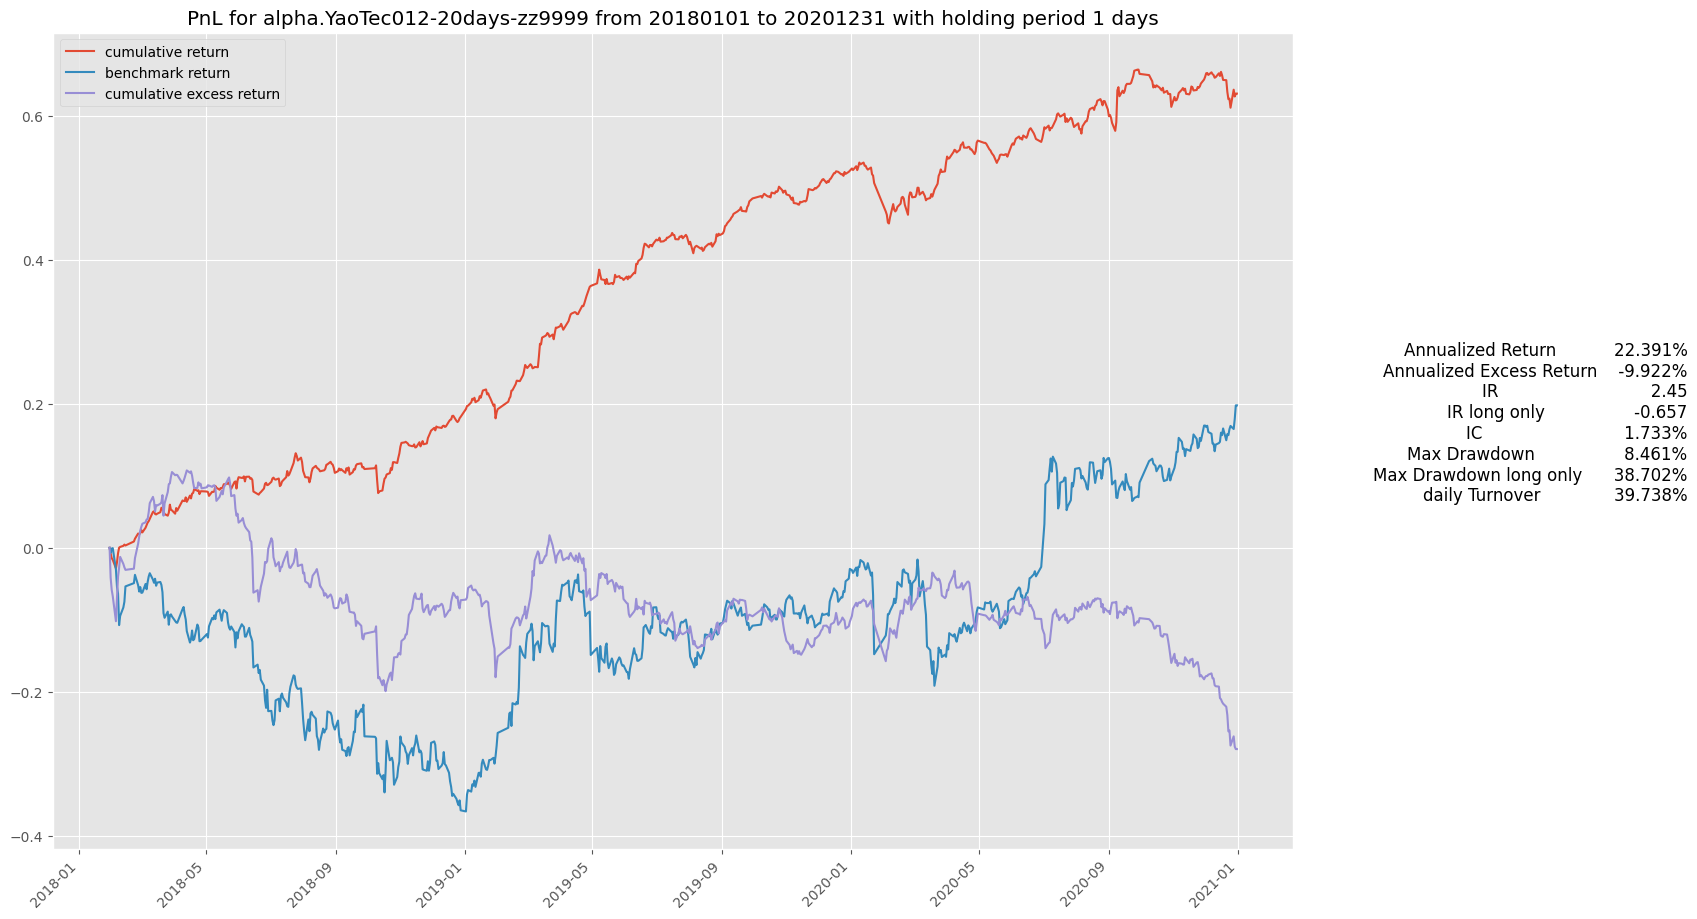 PnL for alpha.YaoTec012-20days-zz9999 from 20180101 to 20201231 with holding period 1 days
cumulative return
benchmark return
cumulative excess return
0.6
0.4
0.2
0.0
−0.2
−0.4
2018-01
2018-05
2018-09
2019-01
2019-05
2019-09
2020-01
2020-05
2020-09
2021-01
Annualized Return 22.391%
Annualized Excess Return -9.922%
IR 2.45
IR long only -0.657
IC 1.733%
Max Drawdown 8.461%
Max Drawdown long only 38.702%
daily Turnover 39.738%